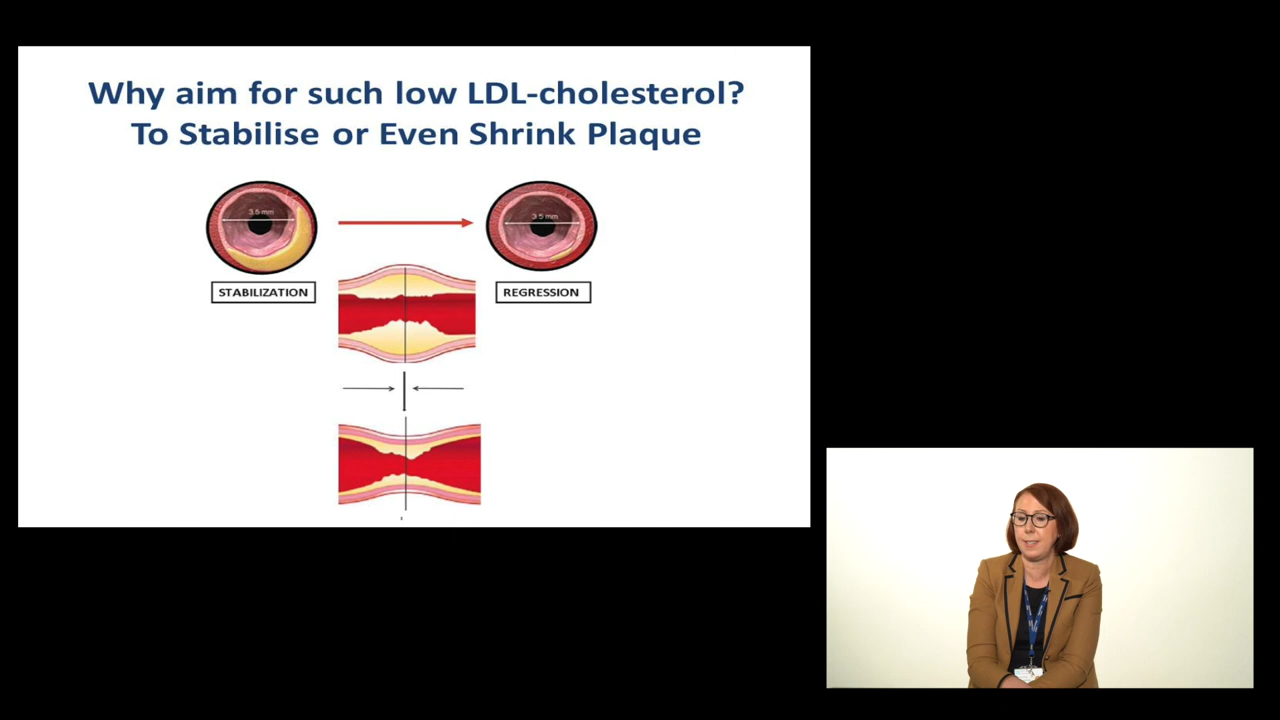 Why aim for such low LDL-cholesterol?
To Stabilise or Even Shrink Plaque
3.5 mm
3.5 mm
STABILIZATION
REGRESSION